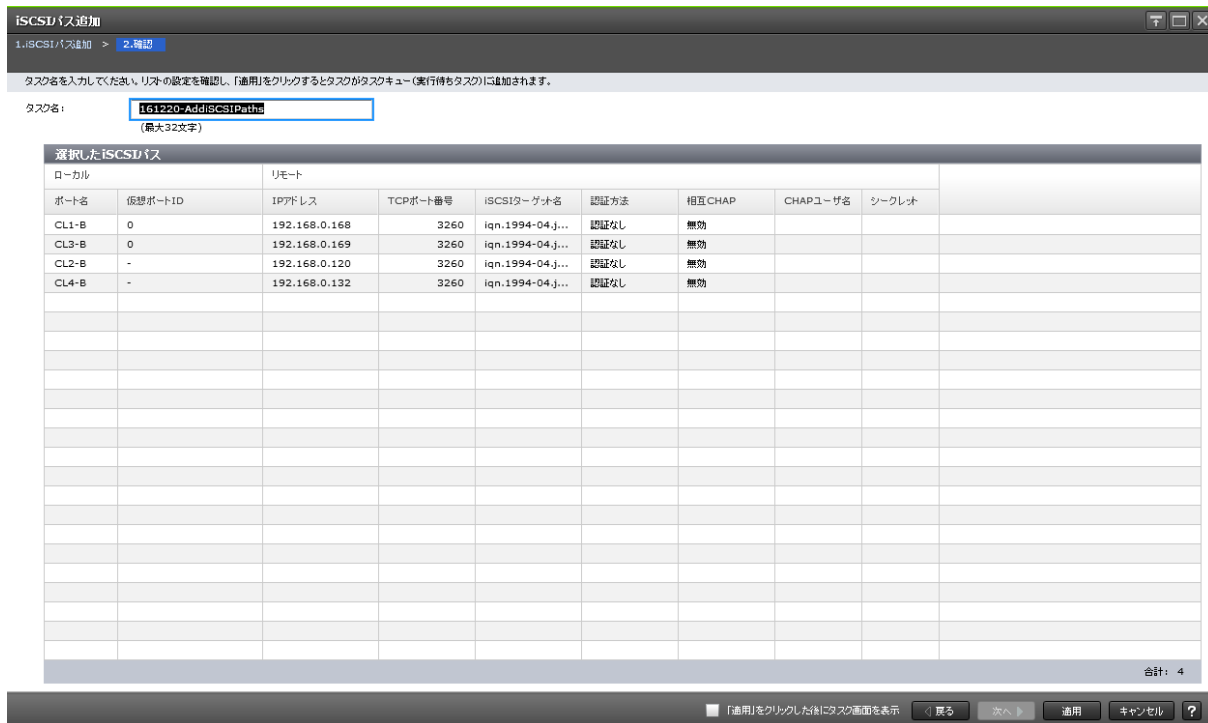 iSCSIパス追加
1.iSCSIパス追加 > 2.確認
タスク名を入力してください。リストの設定を確認し、「適用」をクリックするとタスクがタスクキュー(実行待ちタスク)に追加されます。
タスク名: 161220-AddiSCSIPaths
(最大32文字)
選択したiSCSIパス
ローカル リモート
ポート名 仮想ポートID IPアドレス TCPポート番号 iSCSIターゲット名 認証方法 相互CHAP CHAPユーザ名 シークレット
CL1-B 0 192.168.0.168 3260 iqn.1994-04.j... 認証なし 無効
CL3-B 0 192.168.0.169 3260 iqn.1994-04.j... 認証なし 無効
CL2-B - 192.168.0.120 3260 iqn.1994-04.j... 認証なし 無効
CL4-B - 192.168.0.132 3260 iqn.1994-04.j... 認証なし 無効
合計: 4
「適用」をクリックした後にタスク画面を表示 戻る 次へ 適用 キャンセル ?